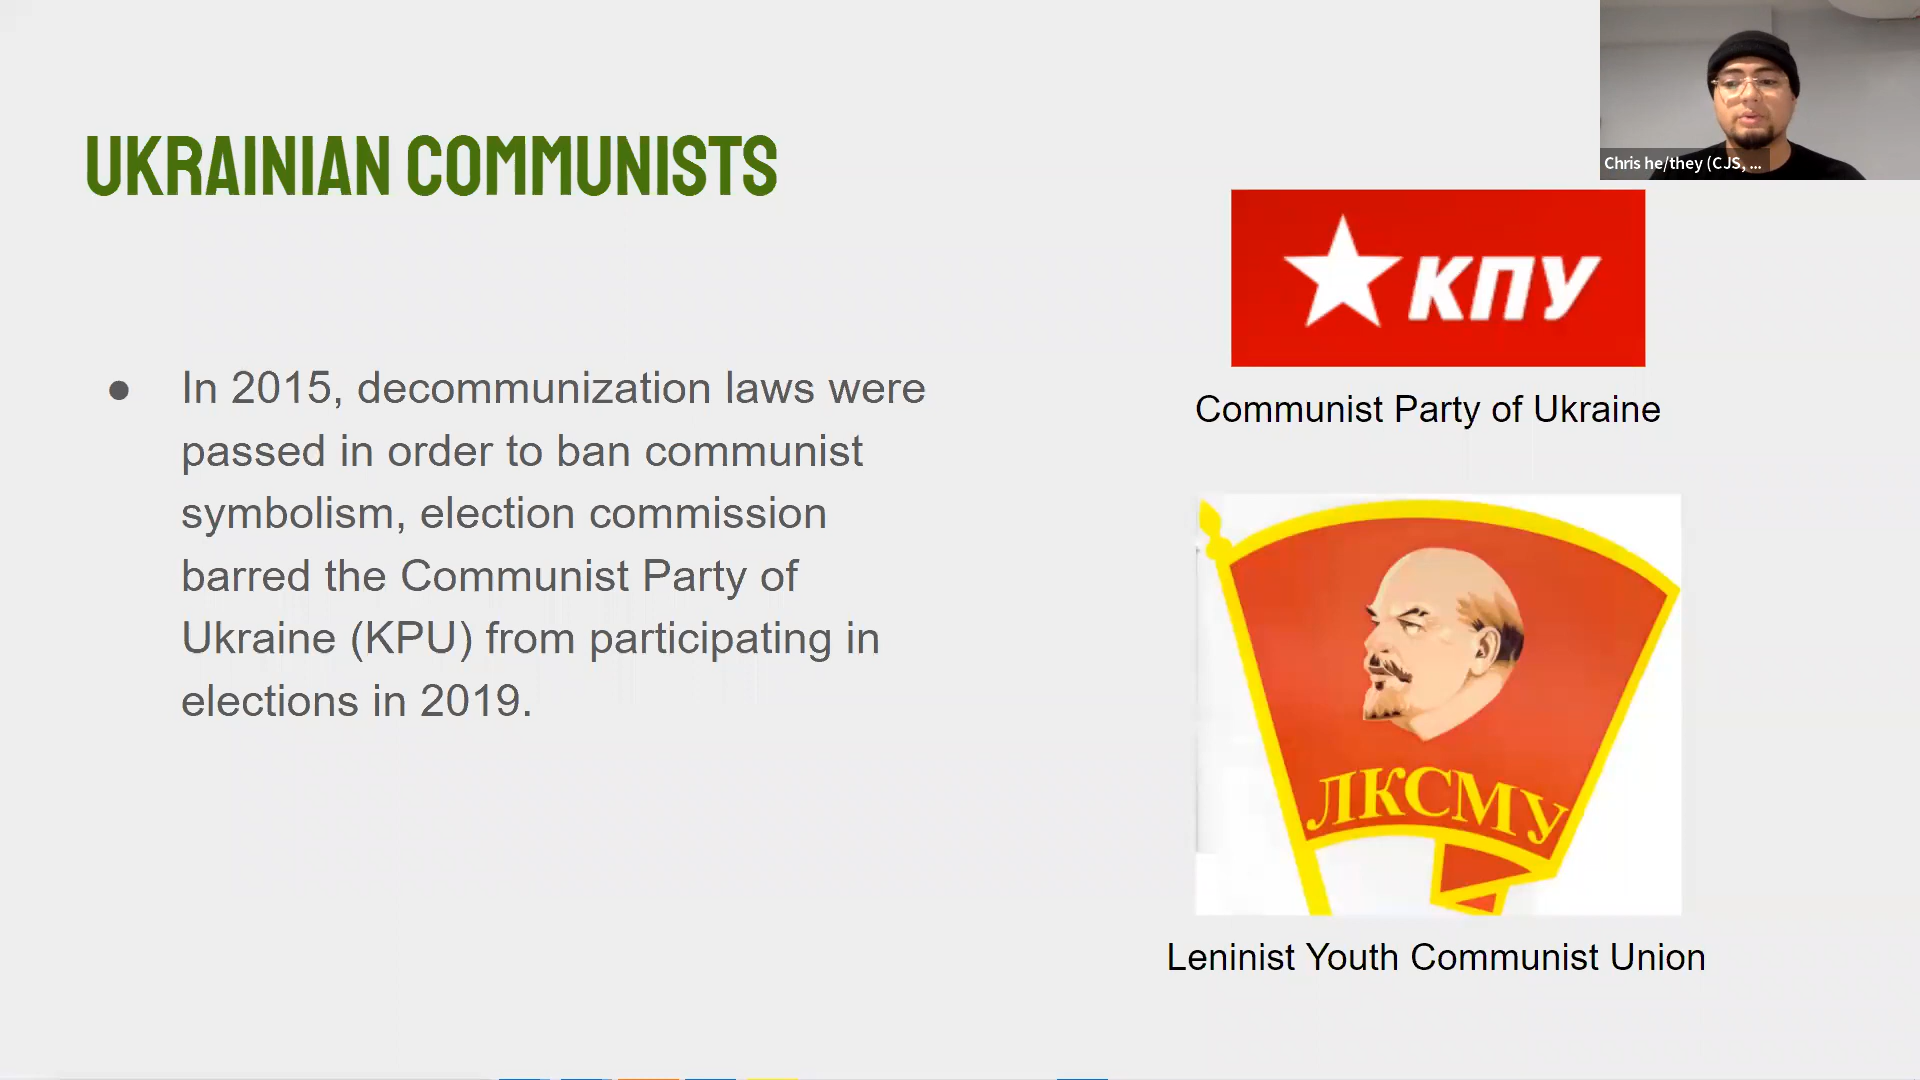 Chris he/they (CJS, ...
UKRAINIAN COMMUNISTS
● In 2015, decommunization laws were
passed in order to ban communist
symbolism, election commission
barred the Communist Party of
Ukraine (KPU) from participating in
elections in 2019.
КПУ
Communist Party of Ukraine
ЛКСМУ
Leninist Youth Communist Union